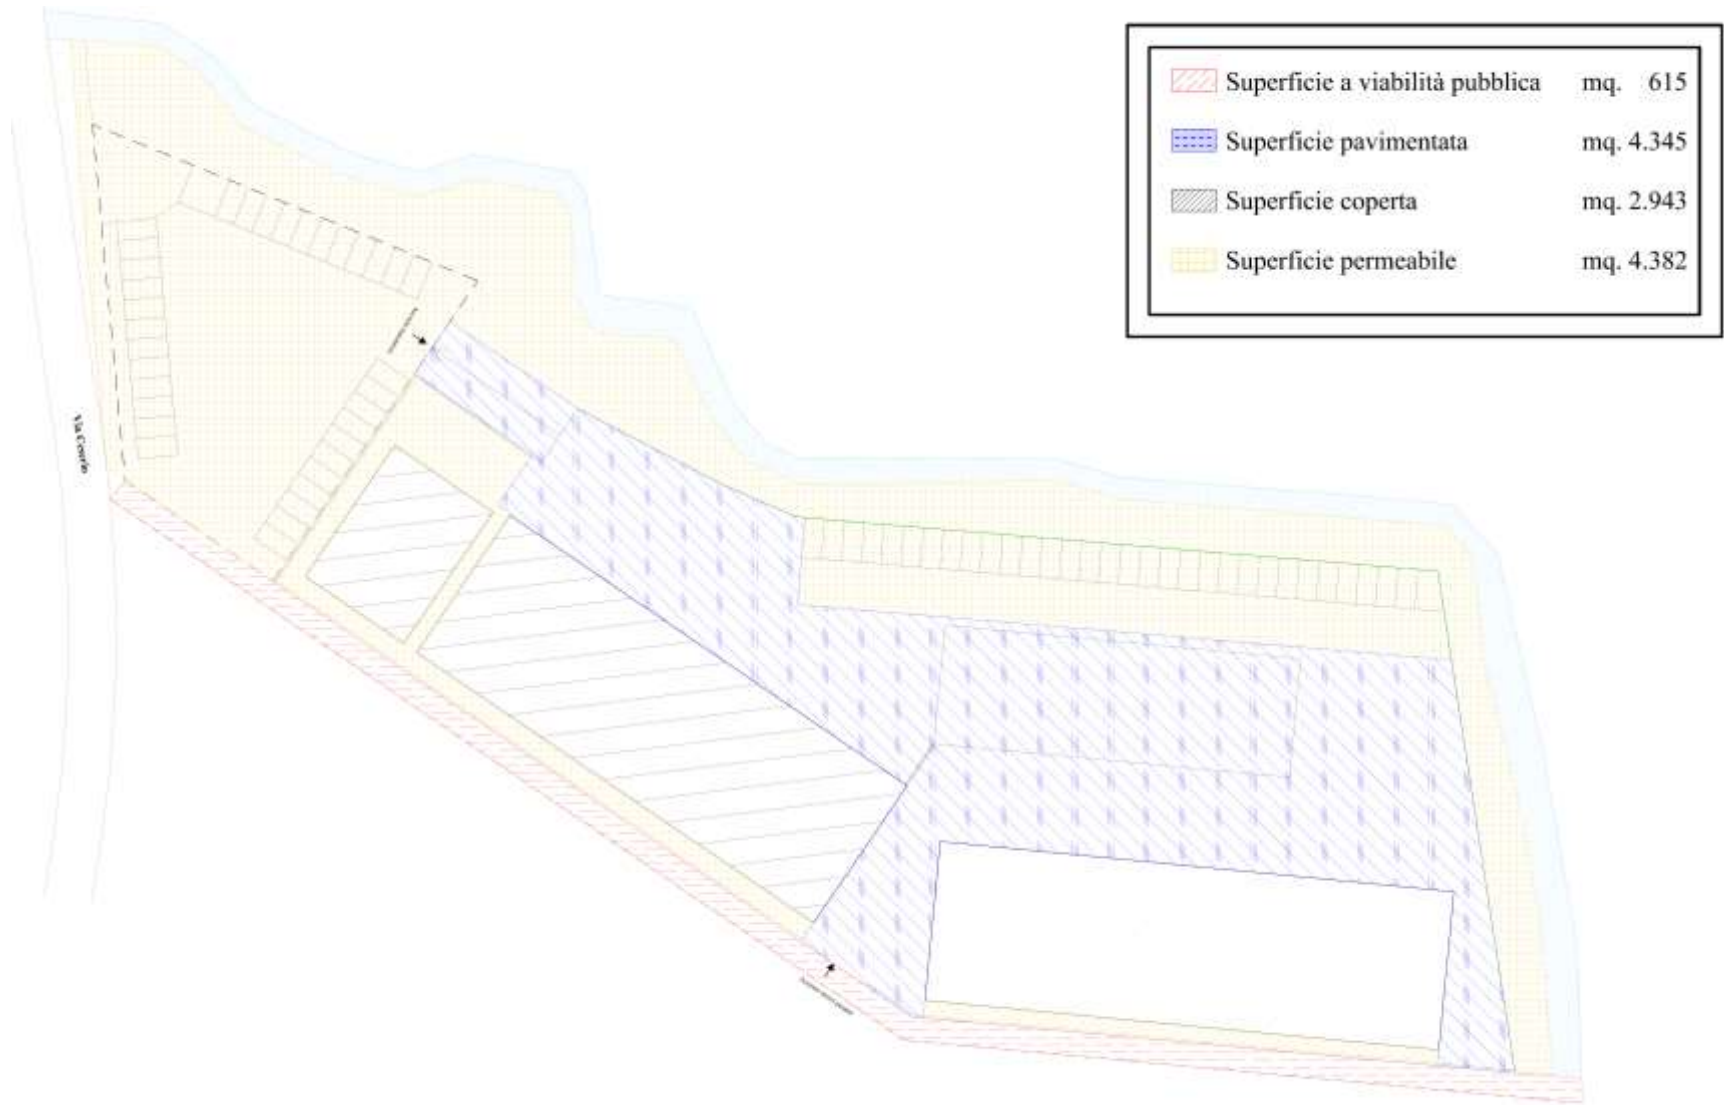 Superficie a viabilità pubblica mq. 615
Superficie pavimentata mq. 4.345
Superficie coperta mq. 2.943
Superficie permeabile mq. 4.382
Via